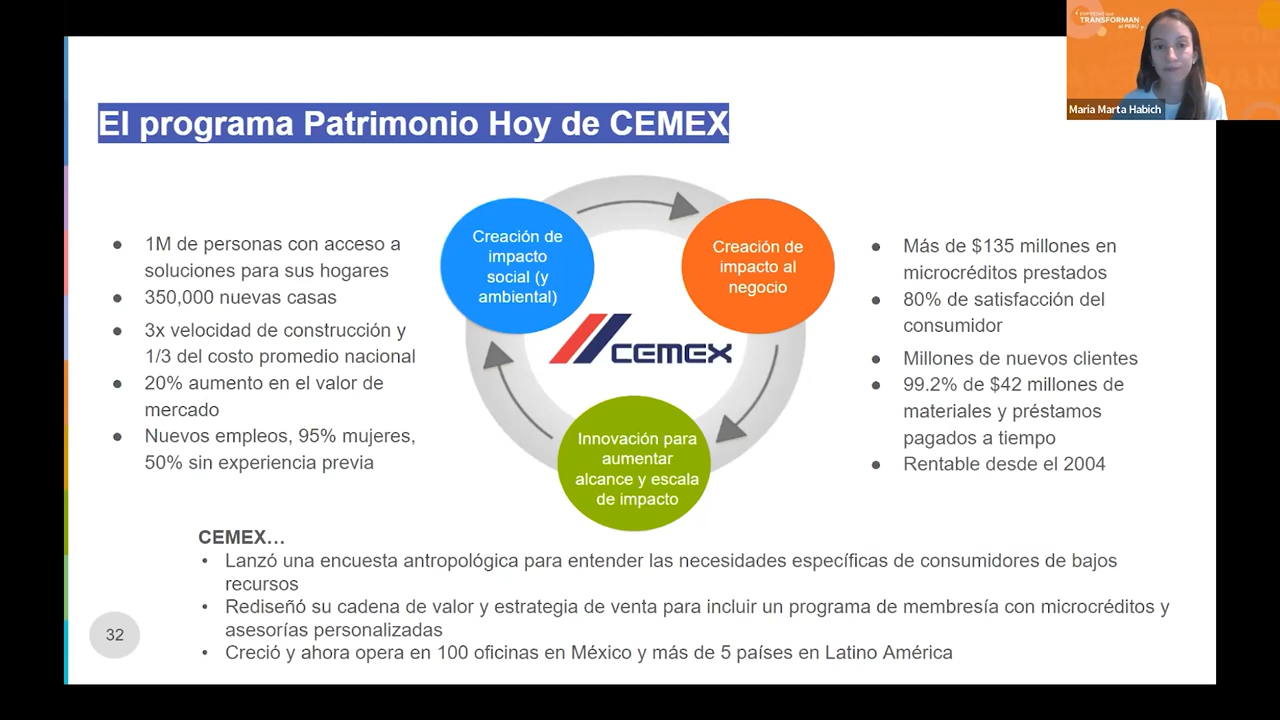 EMPRESAS que
TRANSFORMAN
al PERÚ
Maria Marta Habich
El programa Patrimonio Hoy de CEMEX
● 1M de personas con acceso a
soluciones para sus hogares
● 350,000 nuevas casas
● 3x velocidad de construcción y
1/3 del costo promedio nacional
● 20% aumento en el valor de
mercado
● Nuevos empleos, 95% mujeres,
50% sin experiencia previa
Creación de
impacto
social (y
ambiental)
Creación de
impacto al
negocio
CEMEX
Innovación para
aumentar
alcance y escala
de impacto
● Más de $135 millones en
microcréditos prestados
● 80% de satisfacción del
consumidor
● Millones de nuevos clientes
● 99.2% de $42 millones de
materiales y préstamos
pagados a tiempo
● Rentable desde el 2004
CEMEX…
• Lanzó una encuesta antropológica para entender las necesidades específicas de consumidores de bajos
recursos
• Rediseñó su cadena de valor y estrategia de venta para incluir un programa de membresía con microcréditos y
asesorías personalizadas
• Creció y ahora opera en 100 oficinas en México y más de 5 países en Latino América
32